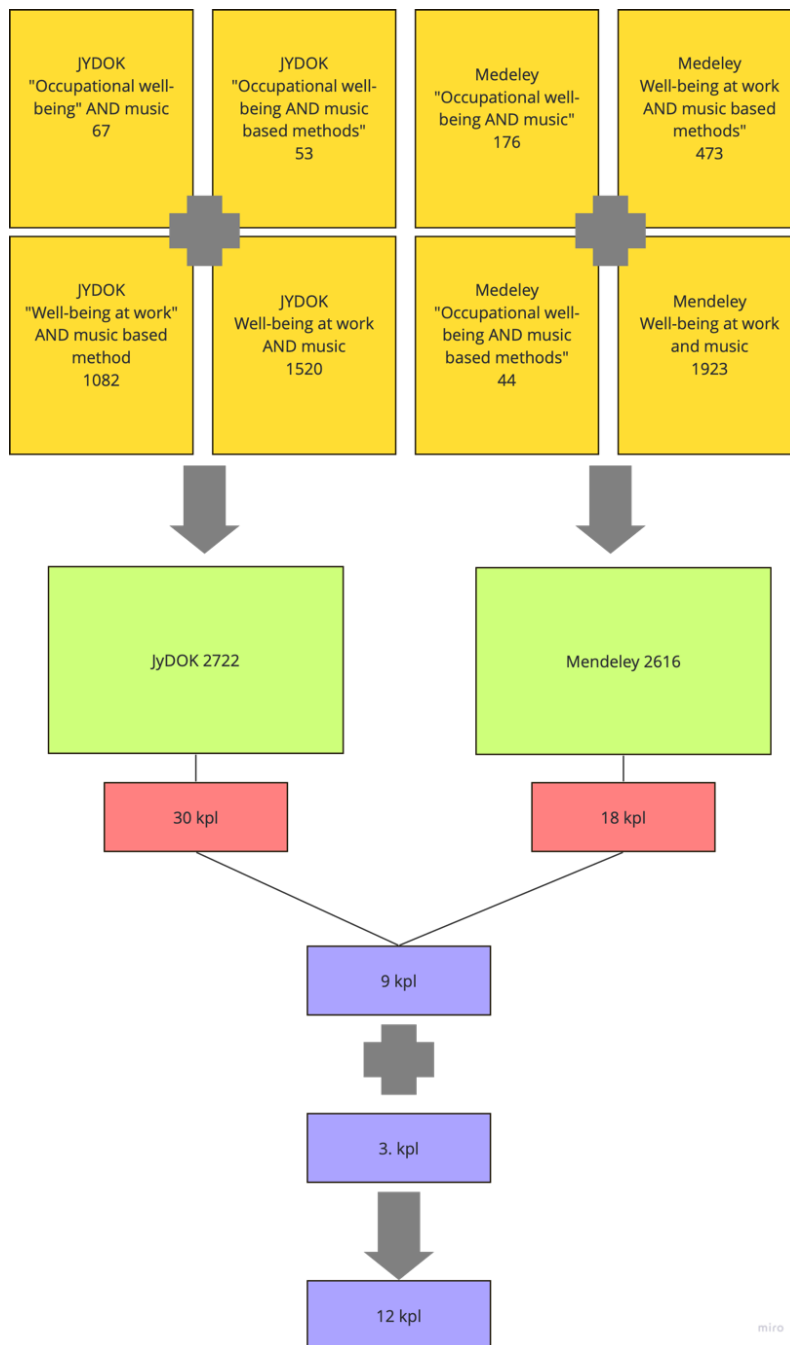 JYDOK
"Occupational well-
being" AND music
67
JYDOK
"Occupational well-
being AND music
based methods"
53
Medeley
"Occupational well-
being AND music"
176
Medeley
Well-being at work
AND music based
methods"
473
JYDOK
"Well-being at work"
AND music based
method
1082
JYDOK
Well-being at work
AND music
1520
Medeley
"Occupational well-
being AND music
based methods"
44
Mendeley
Well-being at work
and music
1923
JyDOK 2722
Mendeley 2616
30 kpl
18 kpl
9 kpl
3. kpl
12 kpl
miro